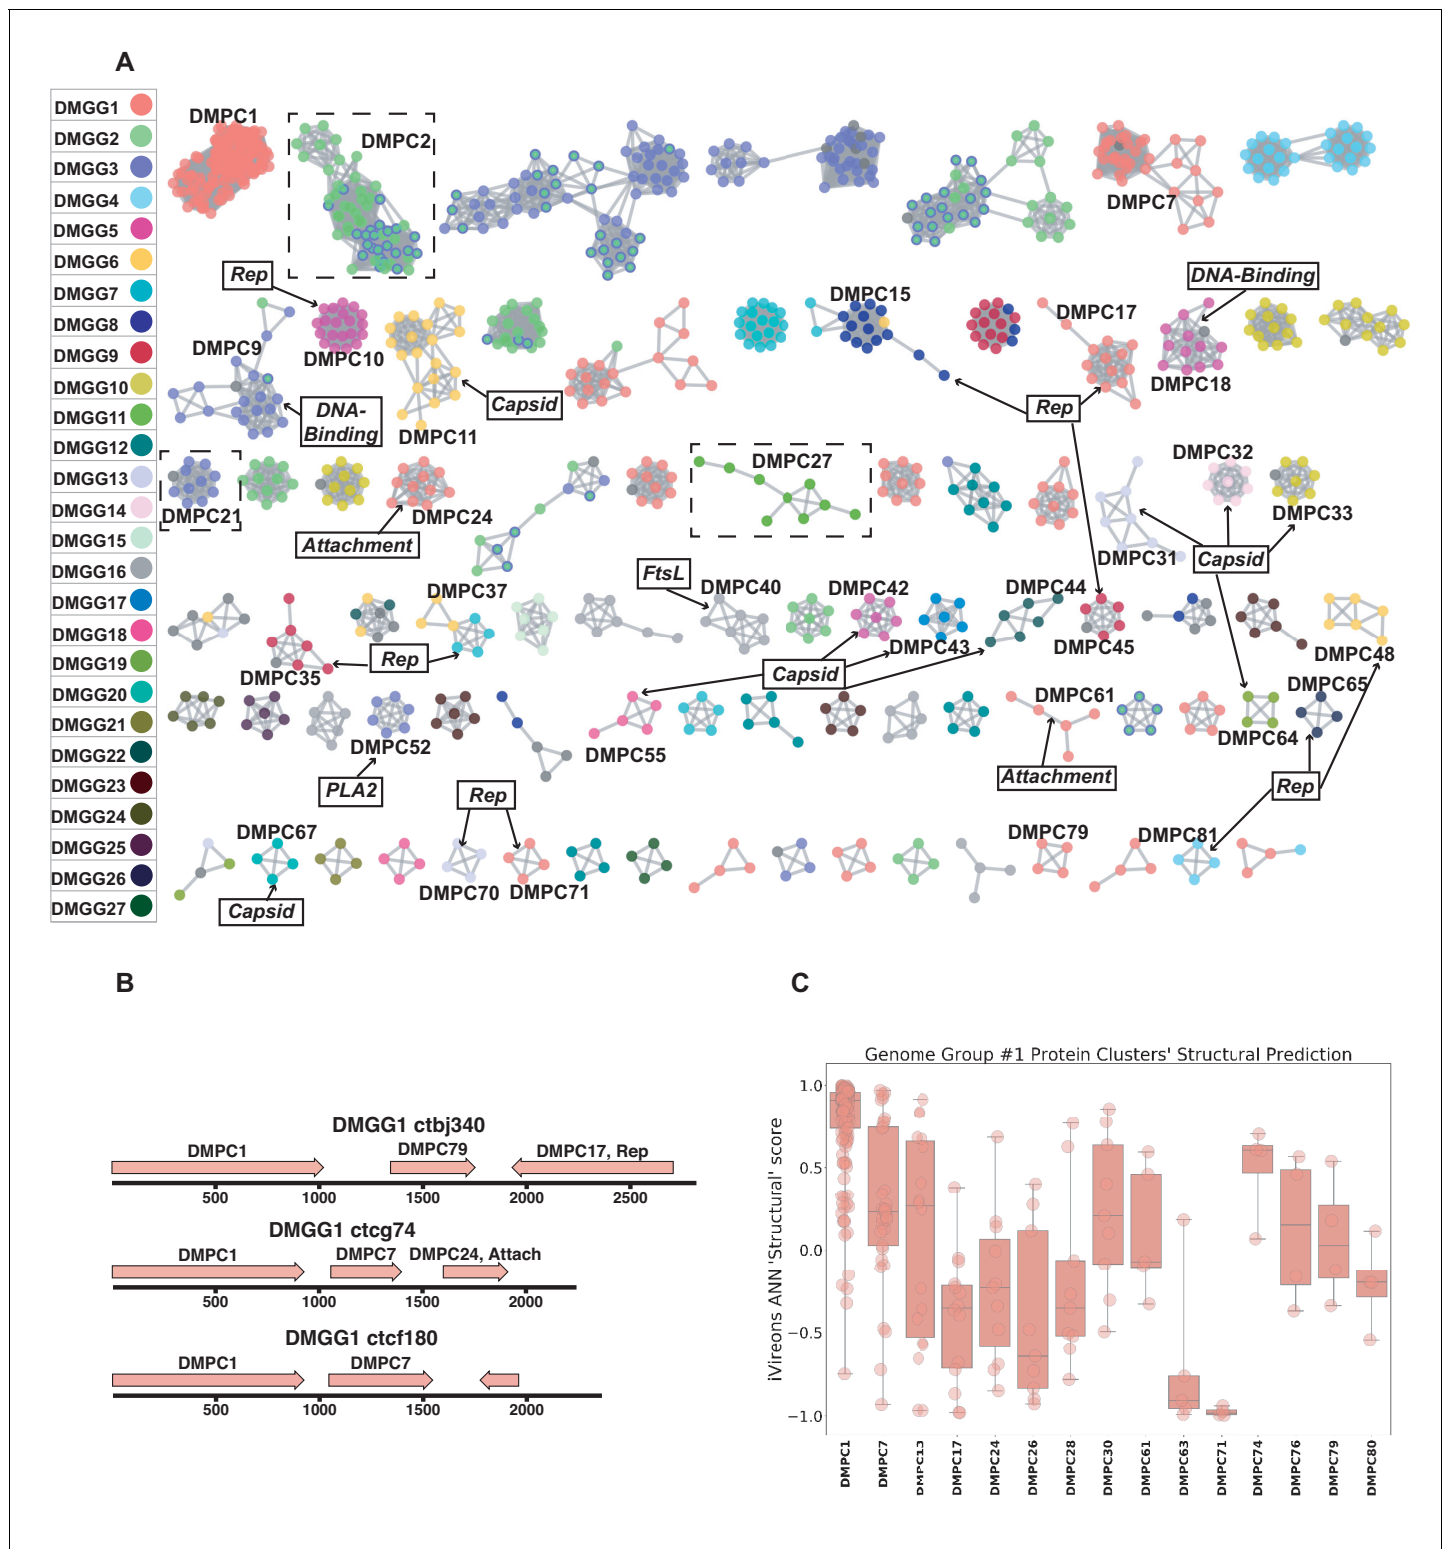 A
DMGG1
DMGG2
DMGG3
DMGG4
DMGG5
DMGG6
DMGG7
DMGG8
DMGG9
DMGG10
DMGG11
DMGG12
DMGG13
DMGG14
DMGG15
DMGG16
DMGG17
DMGG18
DMGG19
DMGG20
DMGG21
DMGG22
DMGG23
DMGG24
DMGG25
DMGG26
DMGG27
DMPC1
DMPC2
DMPC7
Rep
DNA-Binding
DMPC15
DMPC17
DMPC9
DMPC10
DMPC18
Capsid
Rep
DNA-
Binding
DMPC11
DMPC27
DMPC32
DMPC21
DMPC24
DMPC33
Attachment
DMPC31
Capsid
FtsL
DMPC37
DMPC40
DMPC42
DMPC44
Rep
DMPC43
DMPC45
DMPC48
DMPC35
Capsid
DMPC61
DMPC65
DMPC52
DMPC55
DMPC64
Attachment
Rep
PLA2
Rep
DMPC67
DMPC79
DMPC81
DMPC70
DMPC71
Capsid
B
DMGG1 ctbj340
DMPC1
DMPC79
DMPC17, Rep
500
1000
1500
2000
2500
DMGG1 ctcg74
DMPC1
DMPC7
DMPC24, Attach
500
1000
1500
2000
DMGG1 ctcf180
DMPC1
DMPC7
500
1000
1500
2000
C
Genome Group #1 Protein Clusters' Structural Prediction
iVireons ANN 'Structural' score
1.0
0.5
0.0
−0.5
−1.0
DMPC1
DMPC7
DMPC13
DMPC17
DMPC24
DMPC26
DMPC28
DMPC30
DMPC61
DMPC63
DMPC71
DMPC74
DMPC76
DMPC79
DMPC80